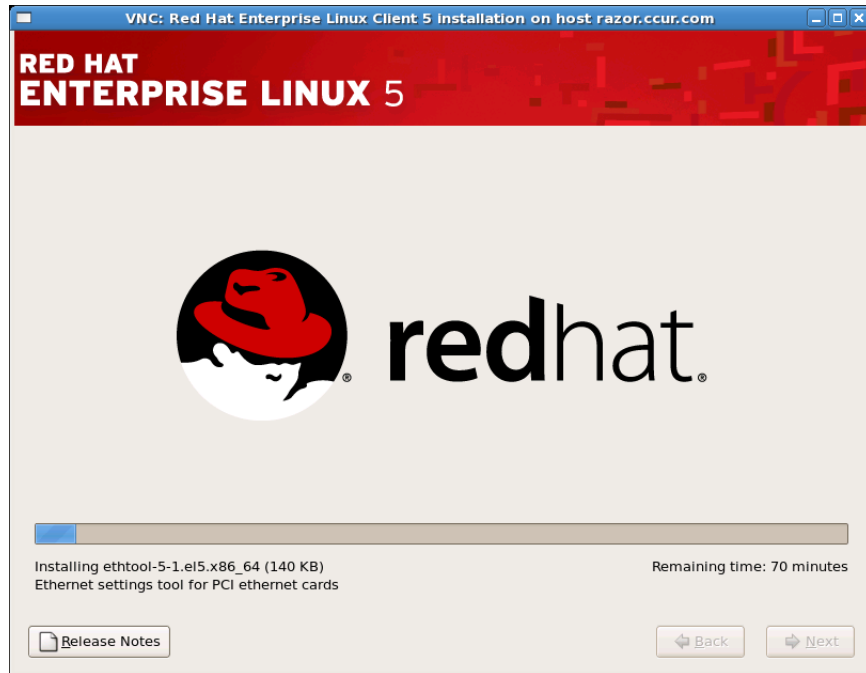 VNC: Red Hat Enterprise Linux Client 5 installation on host razor.ccur.com
RED HAT
ENTERPRISE LINUX 5
redhat.
Installing ethtool-5-1.el5.x86_64 (140 KB)
Remaining time: 70 minutes
Ethernet settings tool for PCI ethernet cards
Release Notes
Back
Next